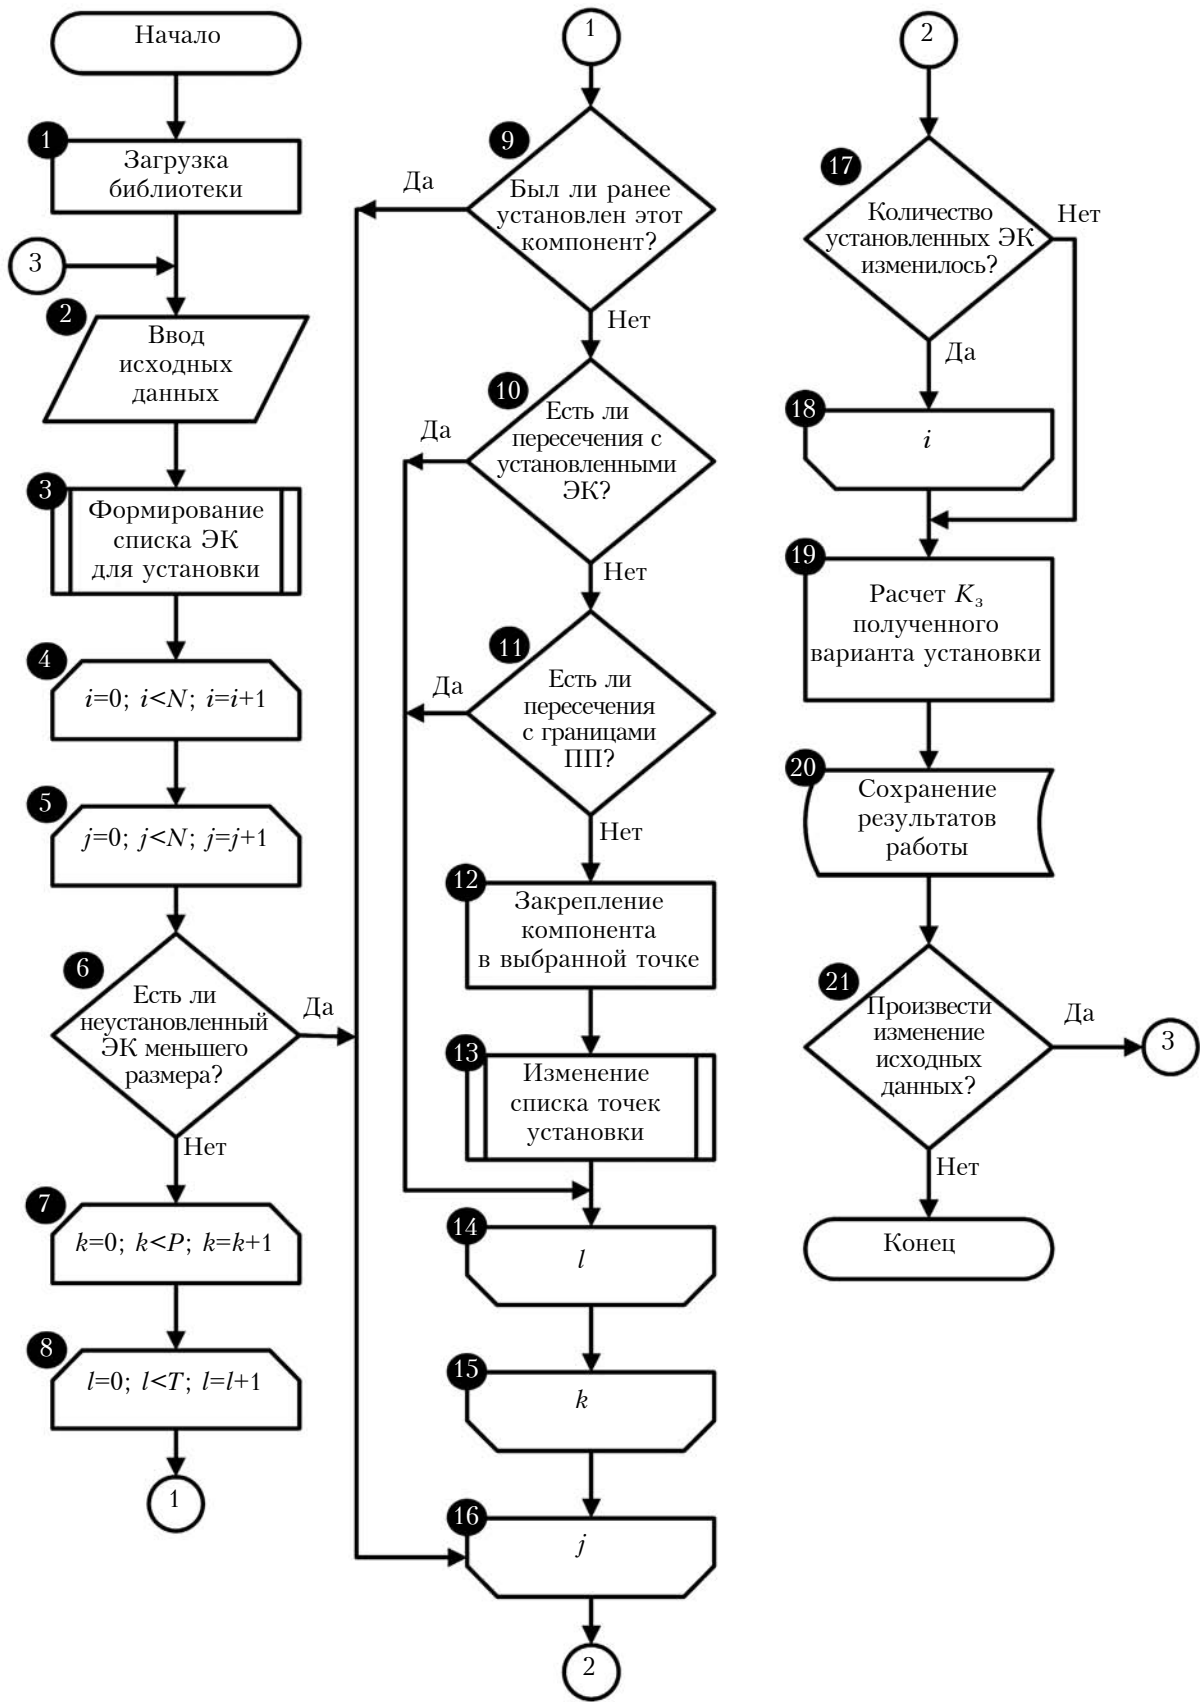 Начало
1
Загрузка
библиотеки
3
2
Ввод
исходных
данных
3
Формирование
списка ЭК
для установки
4
i=0; i<N; i=i+1
5
j=0; j<N; j=j+1
6
Есть ли
неустановленный
ЭК меньшего
размера?
Да
Нет
7
k=0; k<P; k=k+1
8
l=0; l<T; l=l+1
1
1
9
Был ли ранее
установлен этот
компонент?
Да
Нет
10
Есть ли
пересечения с
установленными
ЭК?
Да
Нет
11
Есть ли
пересечения
с границами
ПП?
Да
Нет
12
Закрепление
компонента
в выбранной точке
13
Изменение
списка точек
установки
14
l
15
k
16
j
2
2
17
Количество
установленных ЭК
изменилось?
Нет
Да
18
i
19
Расчет Kз
полученного
варианта установки
20
Сохранение
результатов
работы
21
Произвести
изменение
исходных
данных?
Да
3
Нет
Конец